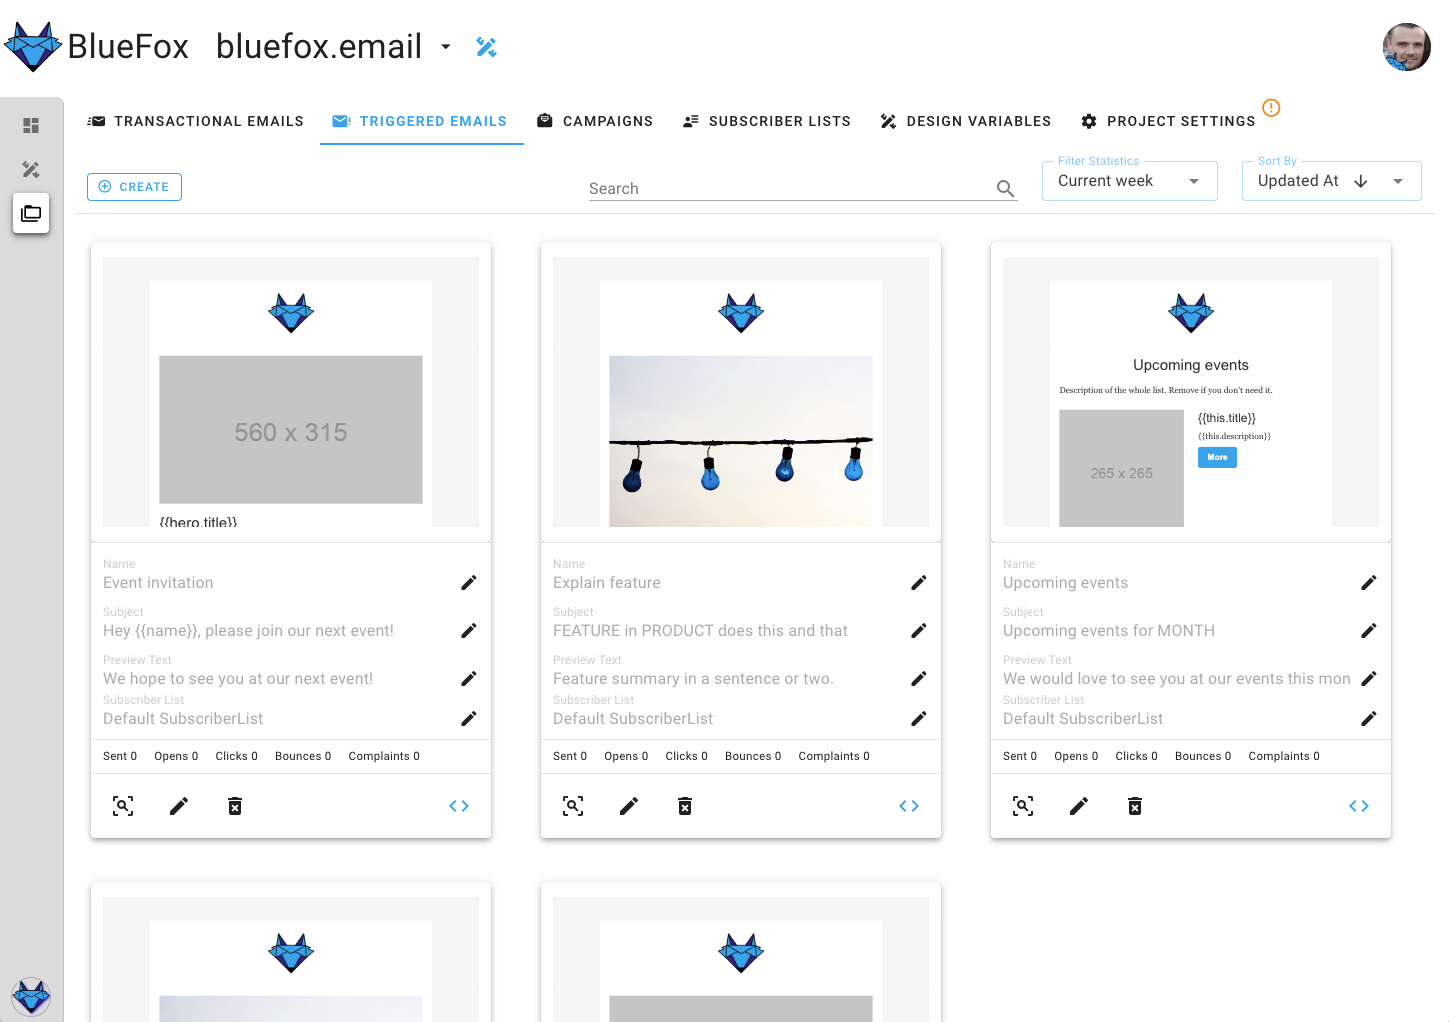 BlueFox bluefox.email
TRANSACTIONAL EMAILS TRIGGERED EMAILS CAMPAIGNS SUBSCRIBER LISTS DESIGN VARIABLES PROJECT SETTINGS
CREATE
Search
Filter Statistics
Current week
Sort By
Updated At
560 x 315
{{hero.title}}
Name
Event invitation
Subject
Hey {{name}}, please join our next event!
Preview Text
We hope to see you at our next event!
Subscriber List
Default SubscriberList
Sent 0 Opens 0 Clicks 0 Bounces 0 Complaints 0
Name
Explain feature
Subject
FEATURE in PRODUCT does this and that
Preview Text
Feature summary in a sentence or two.
Subscriber List
Default SubscriberList
Sent 0 Opens 0 Clicks 0 Bounces 0 Complaints 0
Upcoming events
Description of the whole list. Remove if you don't need it.
265 x 265
{{this.title}}
{{this.description}}
More
Name
Upcoming events
Subject
Upcoming events for MONTH
Preview Text
We would love to see you at our events this mon
Subscriber List
Default SubscriberList
Sent 0 Opens 0 Clicks 0 Bounces 0 Complaints 0